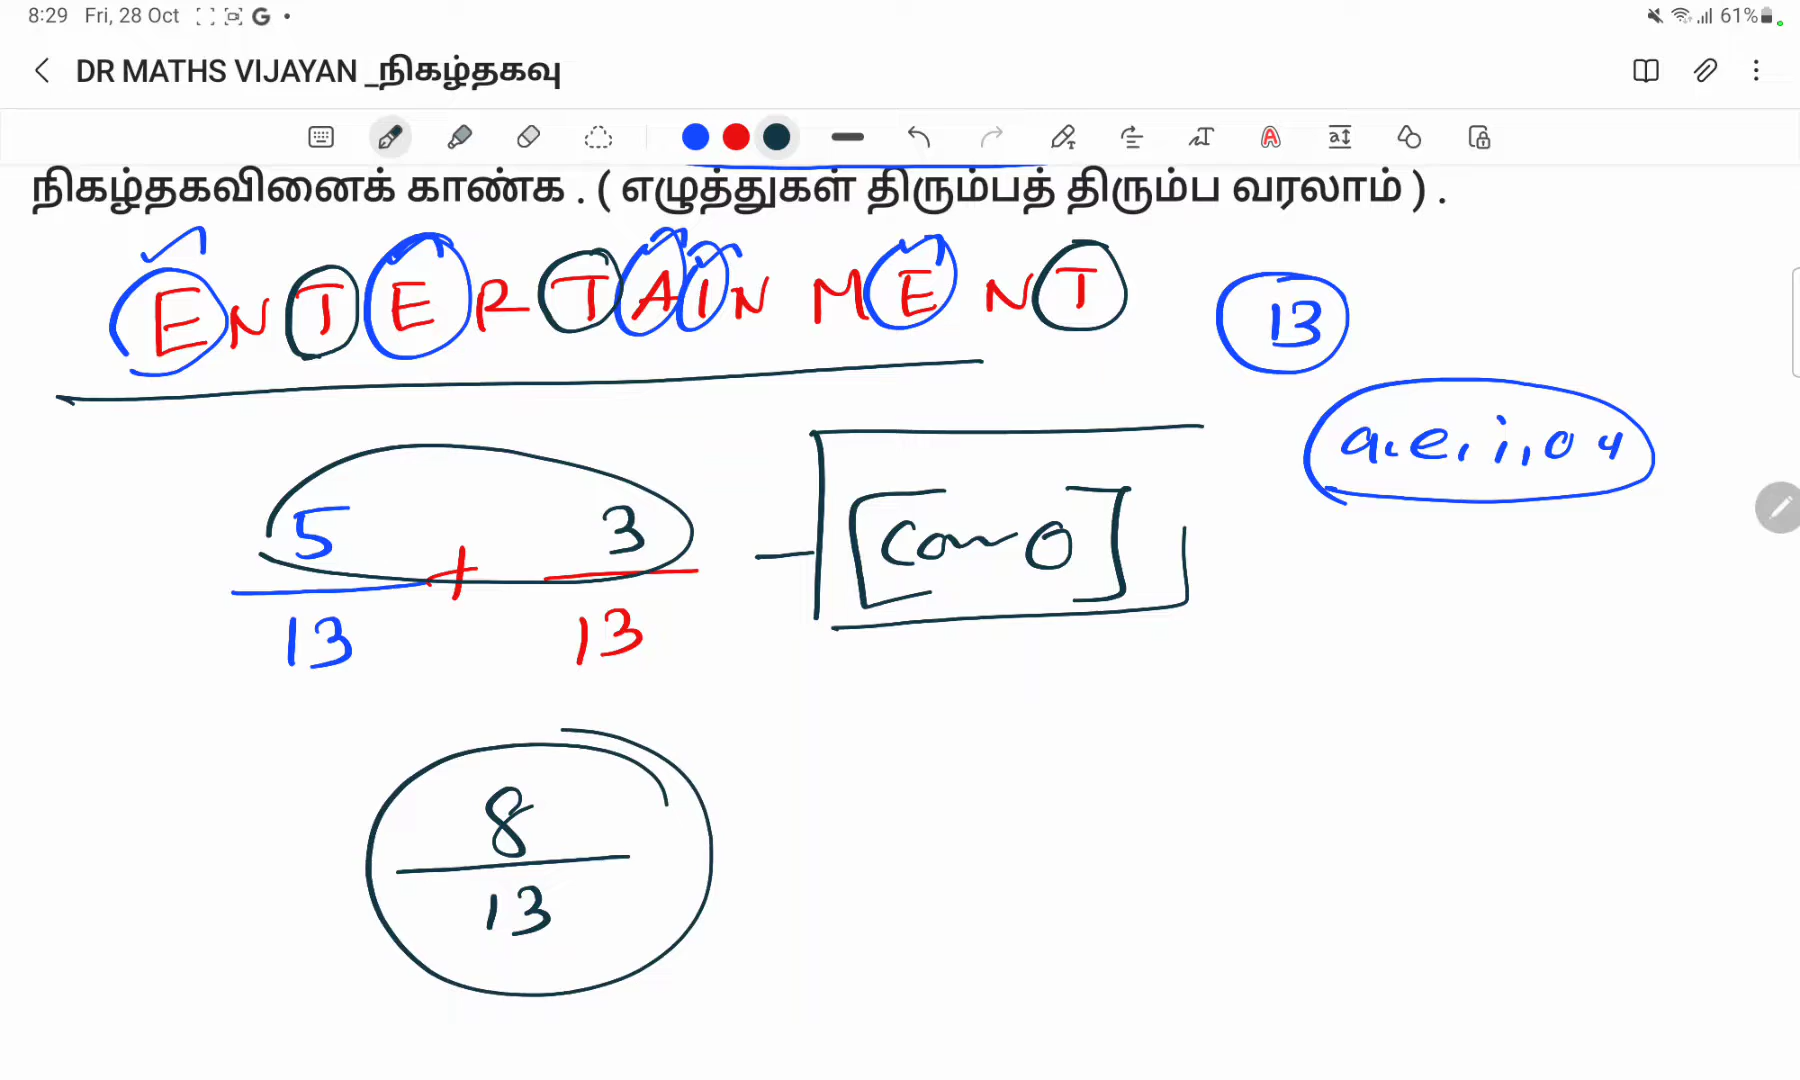 8:29 Fri, 28 Oct G 61%
DR MATHS VIJAYAN _நிகழ்தகவு
நிகழ்தகவினைக் காண்க . ( எழுத்துகள் திரும்பத் திரும்ப வரலாம் ) .
ENTERTAINMENT 13
a, e, i, o u
5/13 + 3/13 - [Com 0]
8/13